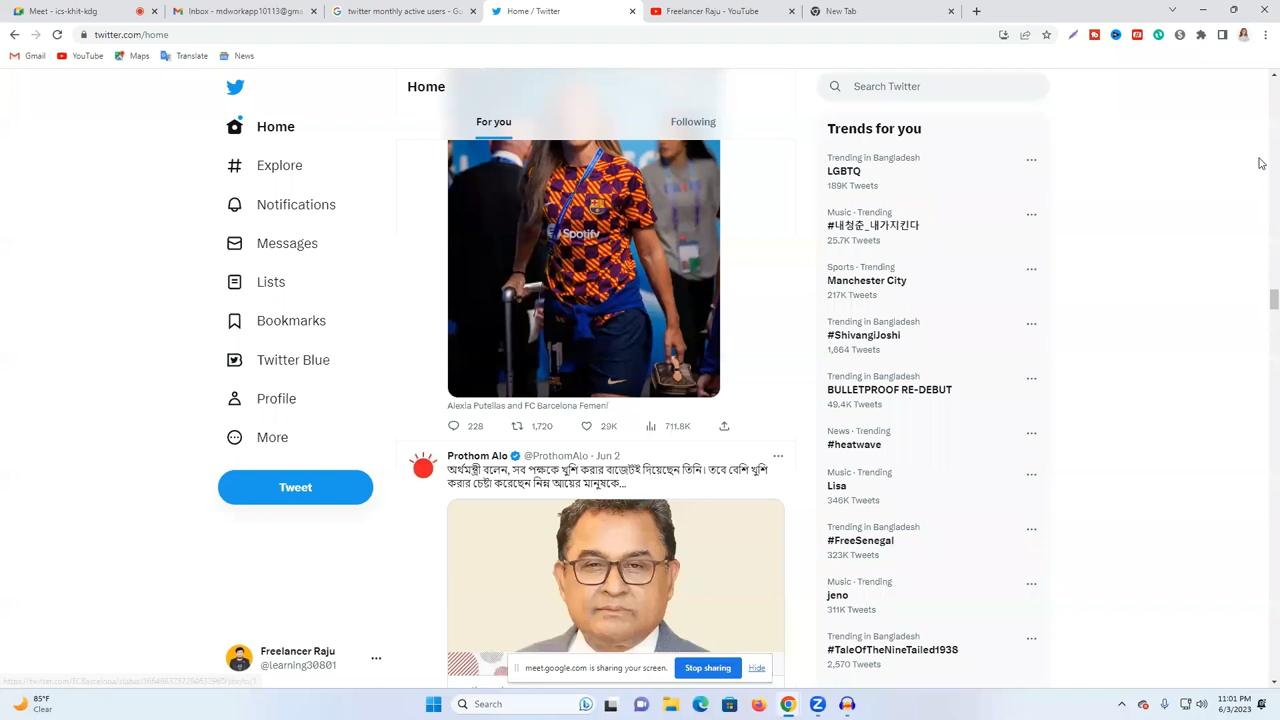 Meet - ics-khit-kdg
Inbox - mdworkapp10113@gma
twitter monthly active users - Go
Home / Twitter
Freelancer Raju - YouTube
New Tab
twitter.com/home
Gmail
YouTube
Maps
Translate
News
Home
Explore
Notifications
Messages
Lists
Bookmarks
Twitter Blue
Profile
More
Tweet
Freelancer Raju
@learning30801
Home
For you
Following
Spotify
Alexia Putellas and FC Barcelona Femení
228
1,720
29K
711.8K
Prothom Alo @ProthomAlo · Jun 2
অর্থমন্ত্রী বলেন, সব পক্ষকে খুশি করার বাজেটই দিয়েছেন তিনি। তবে বেশি খুশি
করার চেষ্টা করেছেন নিম্ন আয়ের মানুষকে...
meet.google.com is sharing your screen.
Stop sharing
Hide
Search Twitter
Trends for you
Trending in Bangladesh
LGBTQ
189K Tweets
Music · Trending
#내청춘_내가지킨다
25.7K Tweets
Sports · Trending
Manchester City
217K Tweets
Trending in Bangladesh
#ShivangiJoshi
1,664 Tweets
Trending in Bangladesh
BULLETPROOF RE-DEBUT
49.4K Tweets
News · Trending
#heatwave
Music · Trending
Lisa
346K Tweets
Trending in Bangladesh
#FreeSenegal
323K Tweets
Music · Trending
jeno
311K Tweets
Trending in Bangladesh
#TaleOfTheNineTailed1938
2,570 Tweets
85°F
Clear
Search
11:01 PM
6/3/2023